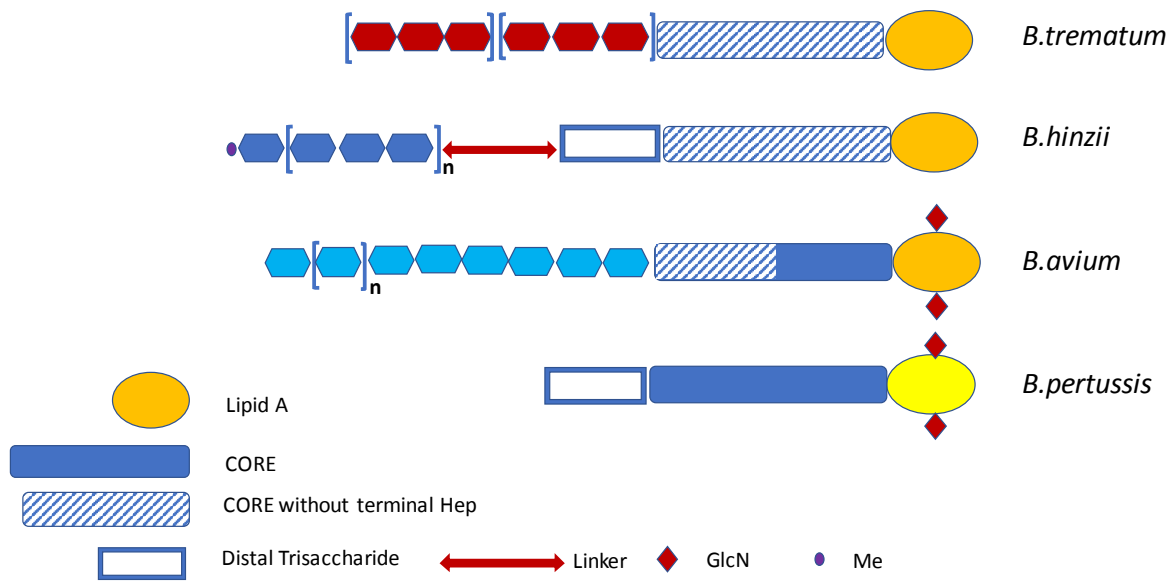 B.trematum
B.hinzii
n
B.avium
n
B.pertussis
Lipid A
CORE
CORE without terminal Hep
Distal Trisaccharide Linker GlcN Me